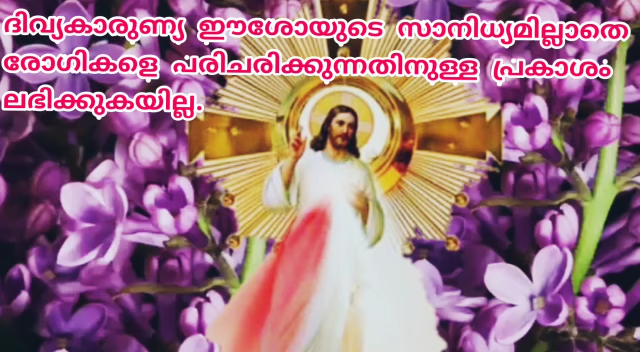 ദിവ്യകാരുണ്യ ഈശോയുടെ സാനിധ്യമില്ലാതെ
രോഗികളെ പരിചരിക്കുന്നതിനുള്ള പ്രകാശം
ലഭിക്കുകയില്ല.